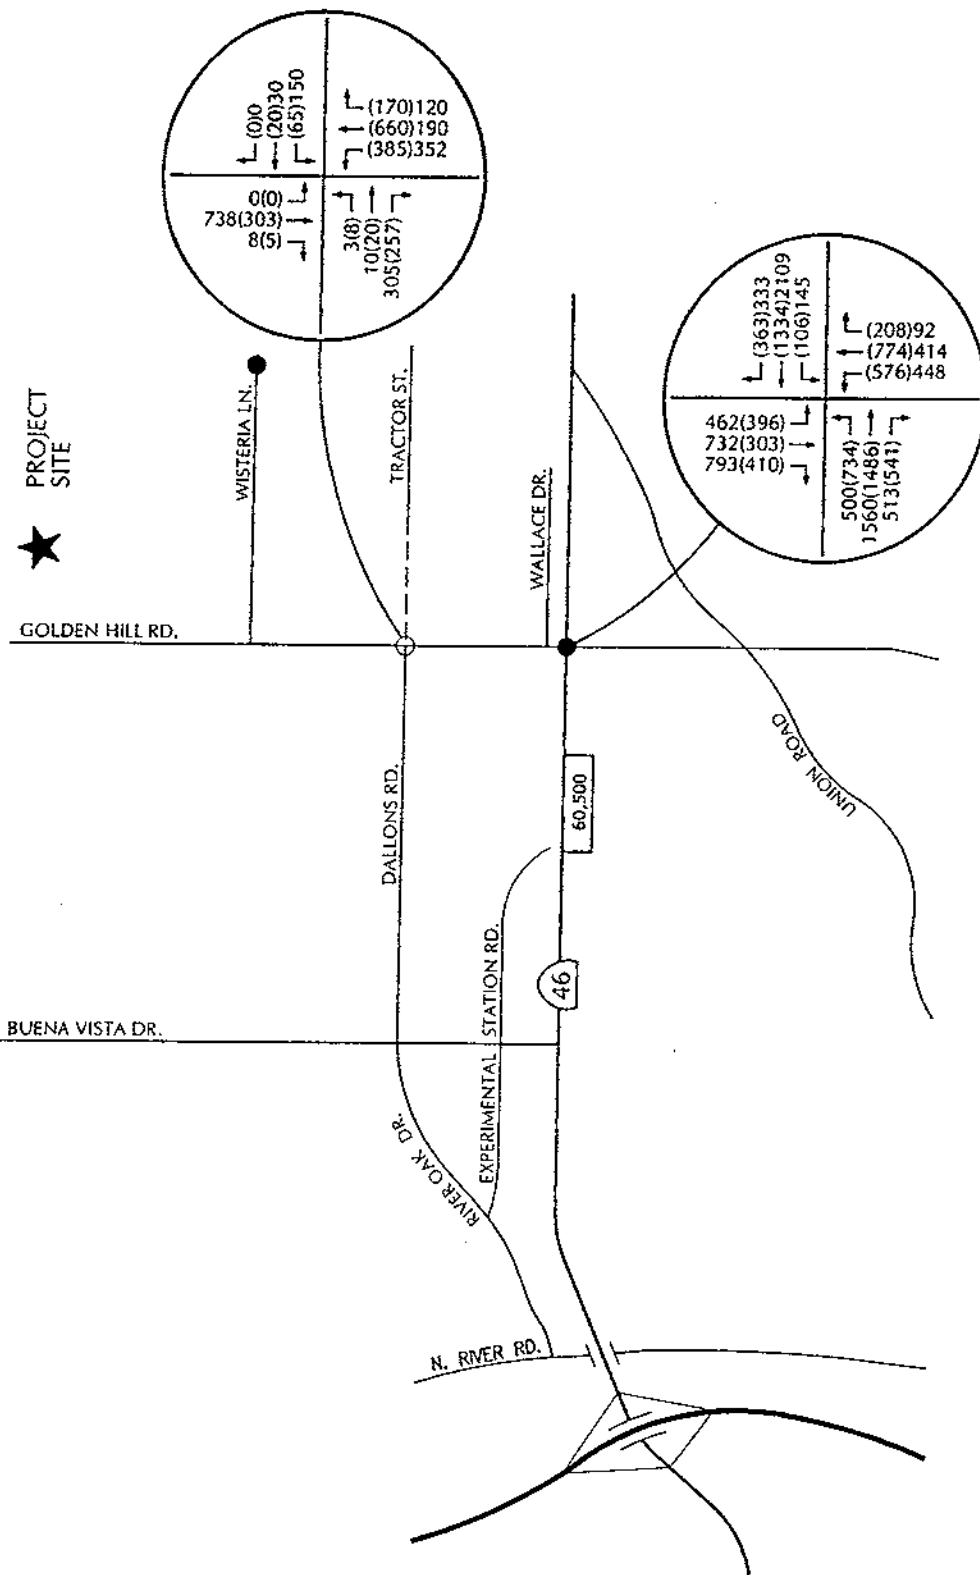 (0)0
(20)30
(65)150
(170)120
(660)190
(385)352
0(0)
738(303)
8(5)
3(8)
10(20)
305(257)
PROJECT
SITE
WISTERIA LN.
TRACTOR ST.
WALLACE DR.
(363)333
(1334)2109
(106)145
(208)92
(774)414
(576)448
462(396)
732(303)
793(410)
500(734)
1560(1486)
513(541)
GOLDEN HILL RD.
DALLONS RD.
60,500
UNION ROAD
EXPERIMENTAL STATION RD.
46
BUENA VISTA DR.
RIVER OAK DR.
N. RIVER RD.